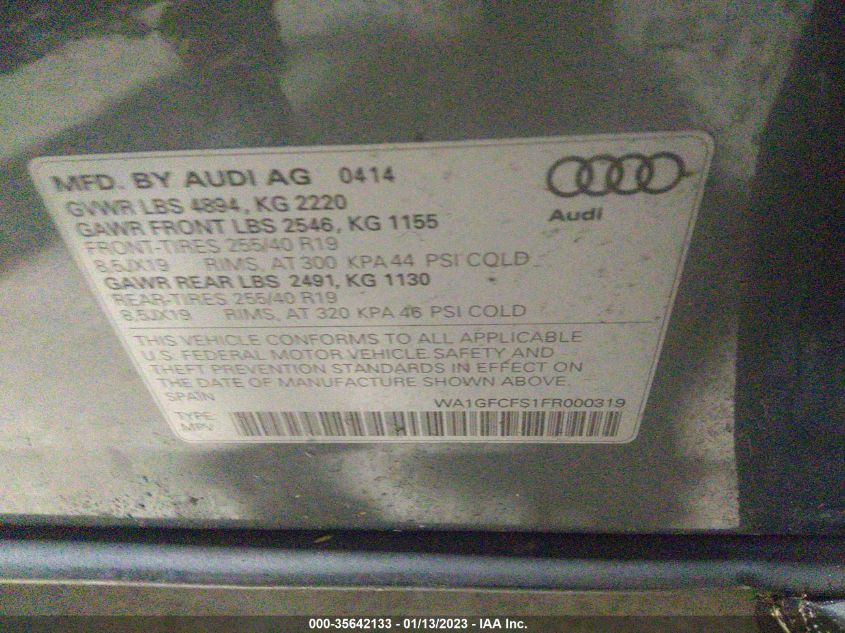 MFD. BY AUDI AG 0414
GVWR LBS 4894, KG 2220
GAWR FRONT LBS 2546, KG 1155
FRONT-TIRES 255/40 R19
8.5JX19 RIMS, AT 300 KPA 44 PSI COLD
GAWR REAR LBS 2491, KG 1130
REAR-TIRES 255/40 R19
8.5JX19 RIMS, AT 320 KPA 46 PSI COLD
Audi
THIS VEHICLE CONFORMS TO ALL APPLICABLE
U.S. FEDERAL MOTOR VEHICLE SAFETY AND
THEFT PREVENTION STANDARDS IN EFFECT ON
THE DATE OF MANUFACTURE SHOWN ABOVE.
SPAIN WA1GFCFS1FR000319
TYPE:
MPV
000-35642133 - 01/13/2023 - IAA Inc.